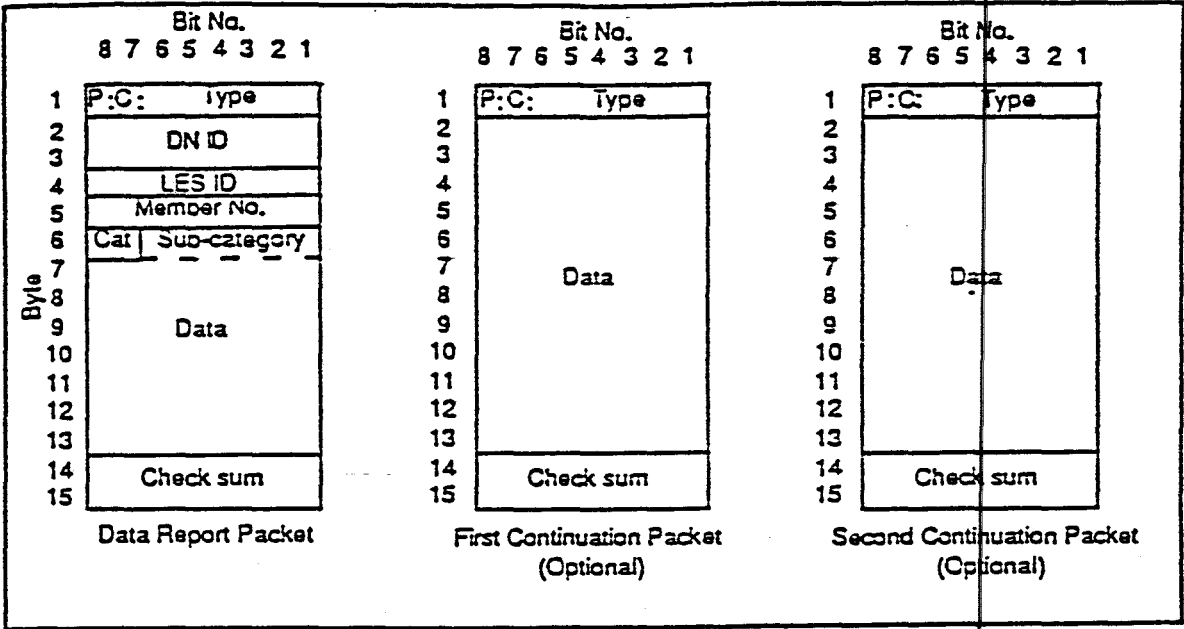 Bit No.
8 7 6 5 4 3 2 1
1 P:C: Type
2
DN ID
3
4 LES ID
5 Member No.
6 Cat Sub-category
7
8
Byte
9 Data
10
11
12
13
14 Check sum
15
Data Report Packet
Bit No.
8 7 6 5 4 3 2 1
1 P:C: Type
2
3
4
5
6
7
Data
8
9
10
11
12
13
14 Check sum
15
First Continuation Packet
(Optional)
Bit No.
8 7 6 5 4 3 2 1
1 P:C: Type
2
3
4
5
6
7
Data
8
9
10
11
12
13
14 Check sum
15
Second Continuation Packet
(Optional)